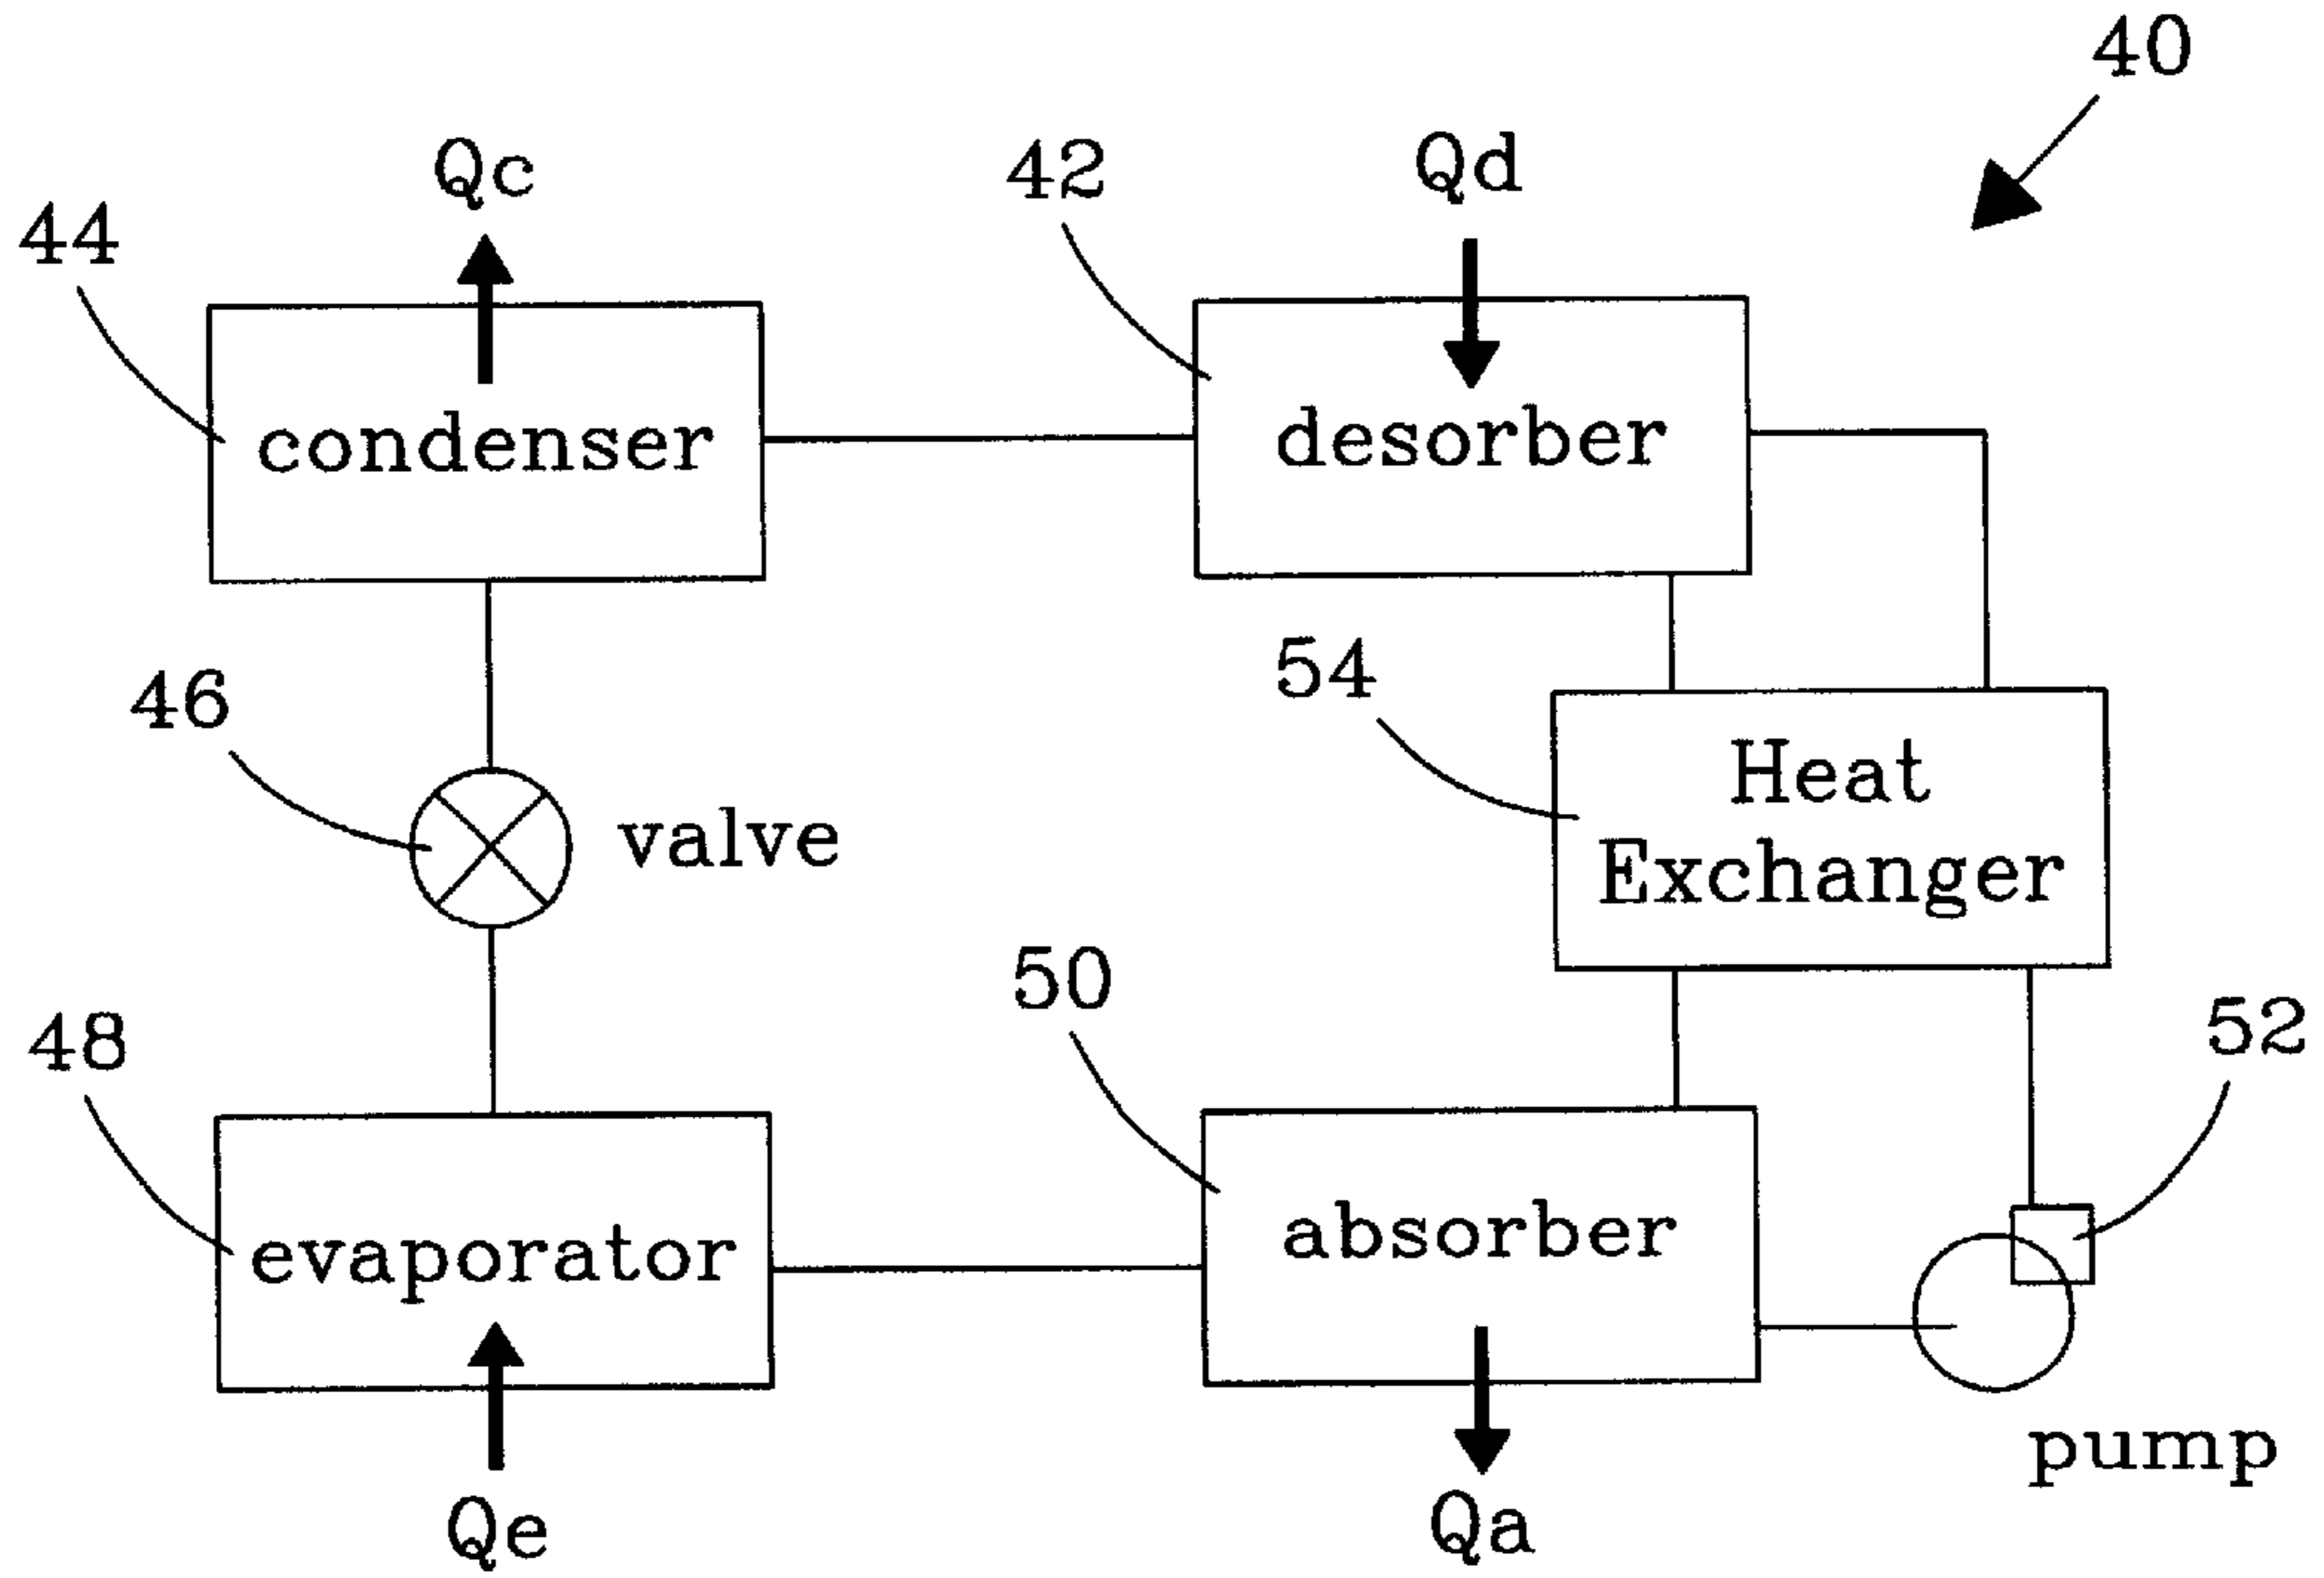 40
Qc
42
Qd
44
condenser
desorber
54
46
Heat
valve
Exchanger
50
48
52
absorber
evaporator
pump
Qe
Qa